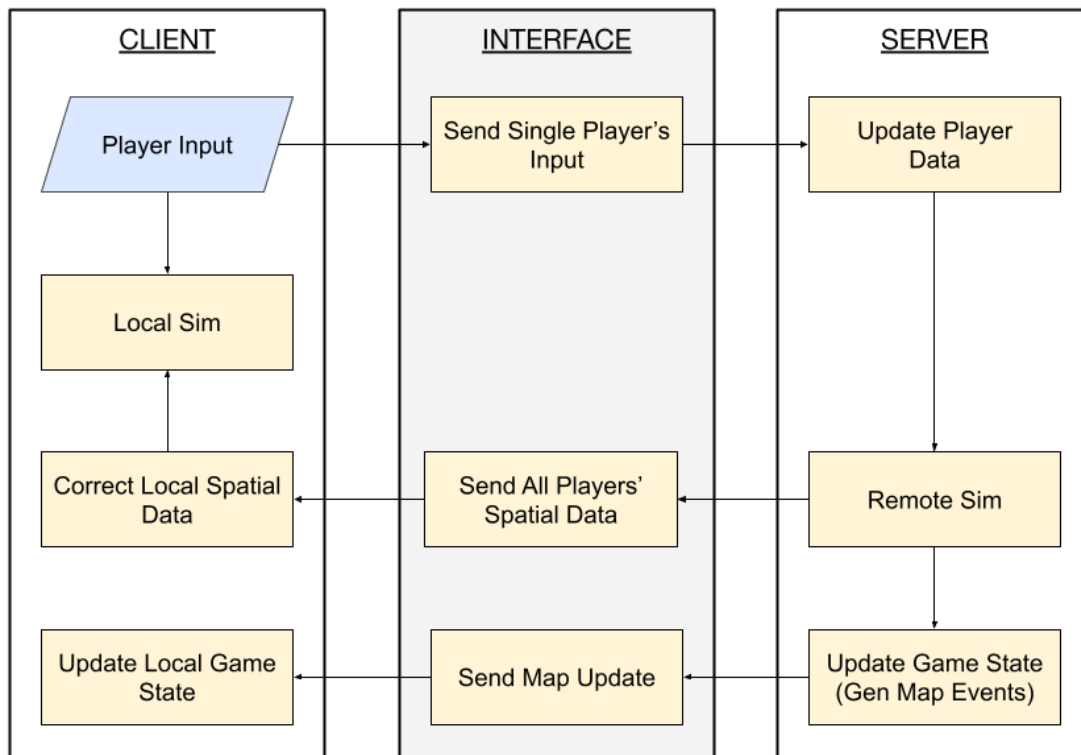 CLIENT
INTERFACE
SERVER
Player Input
Send Single Player’s
Input
Update Player
Data
Local Sim
Correct Local Spatial
Data
Send All Players’
Spatial Data
Remote Sim
Update Local Game
State
Send Map Update
Update Game State
(Gen Map Events)